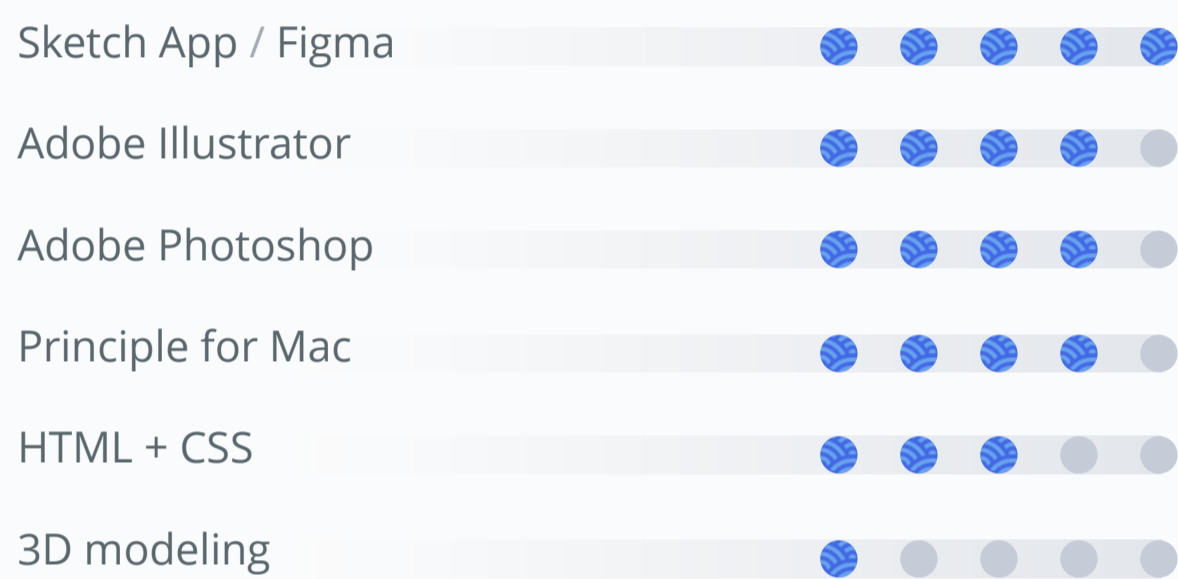 Sketch App / Figma
Adobe Illustrator
Adobe Photoshop
Principle for Mac
HTML + CSS
3D modeling